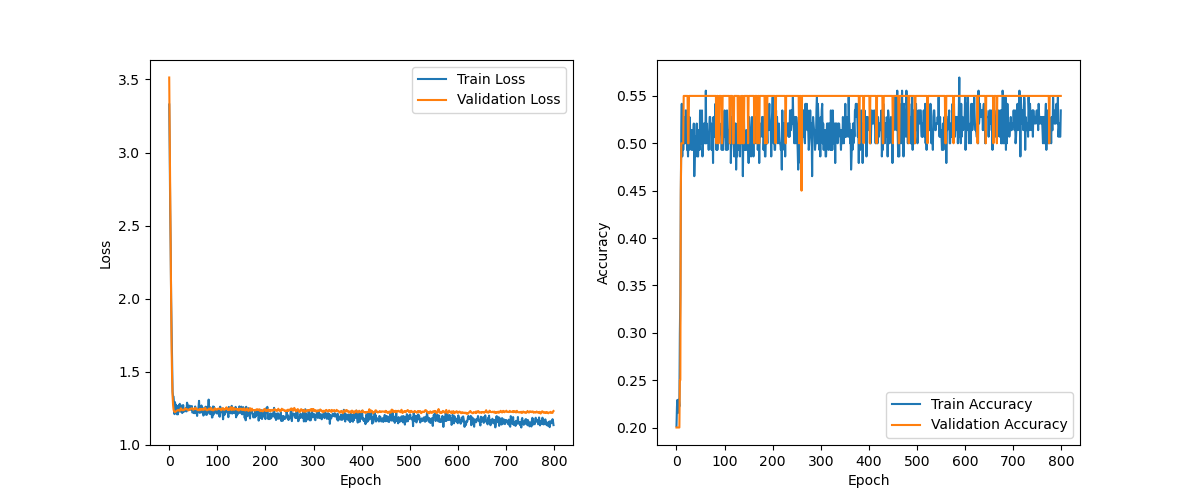 3.5
3.0
2.5
2.0
1.5
1.0
Loss
0 100 200 300 400 500 600 700 800
Epoch
Train Loss
Validation Loss
0.55
0.50
0.45
0.40
0.35
0.30
0.25
0.20
Accuracy
0 100 200 300 400 500 600 700 800
Epoch
Train Accuracy
Validation Accuracy